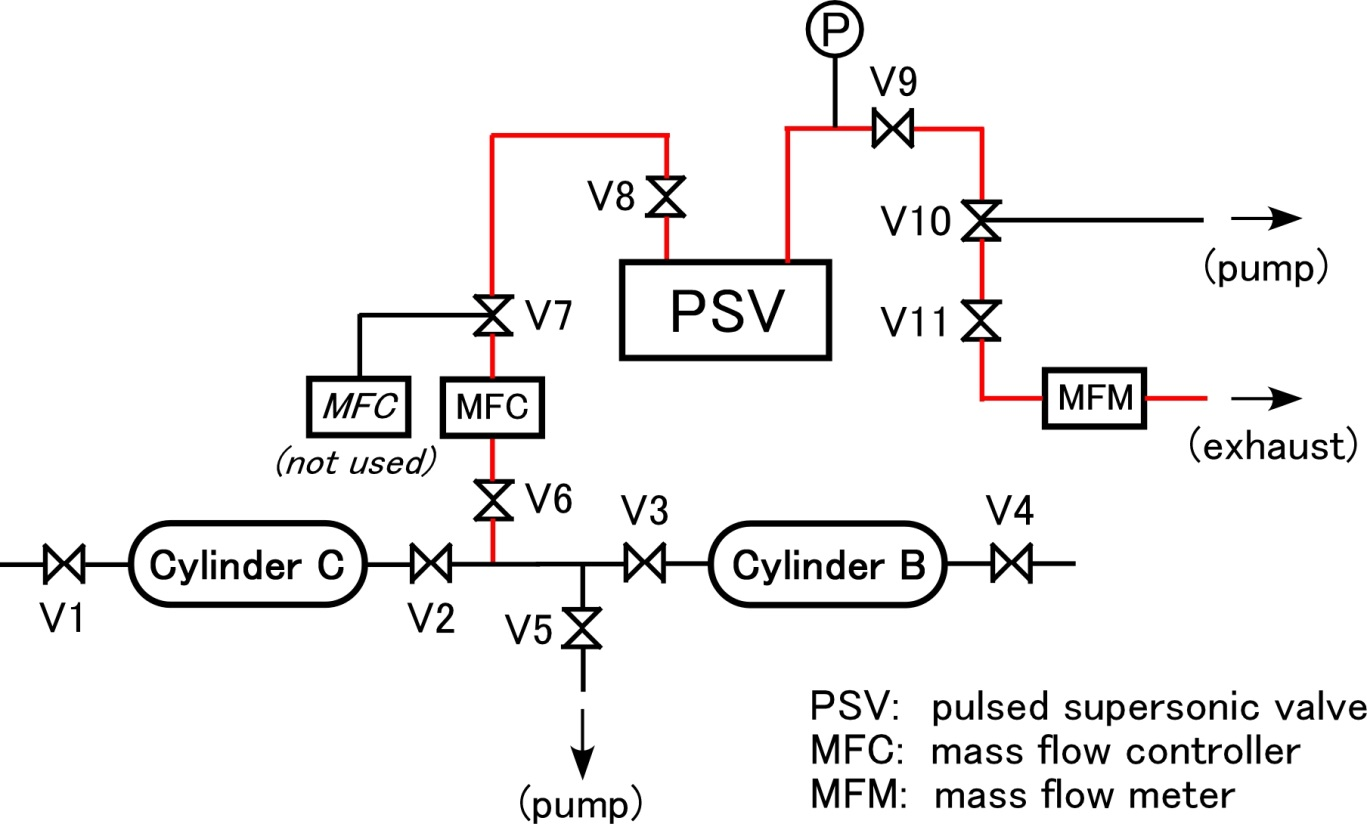 P
V9
V8
V10
(pump)
PSV
V7
V11
MFC
MFC
MFM
(not used)
(exhaust)
V6
V3
V4
Cylinder C
Cylinder B
V1
V2
V5
(pump)
PSV: pulsed supersonic valve
MFC: mass flow controller
MFM: mass flow meter